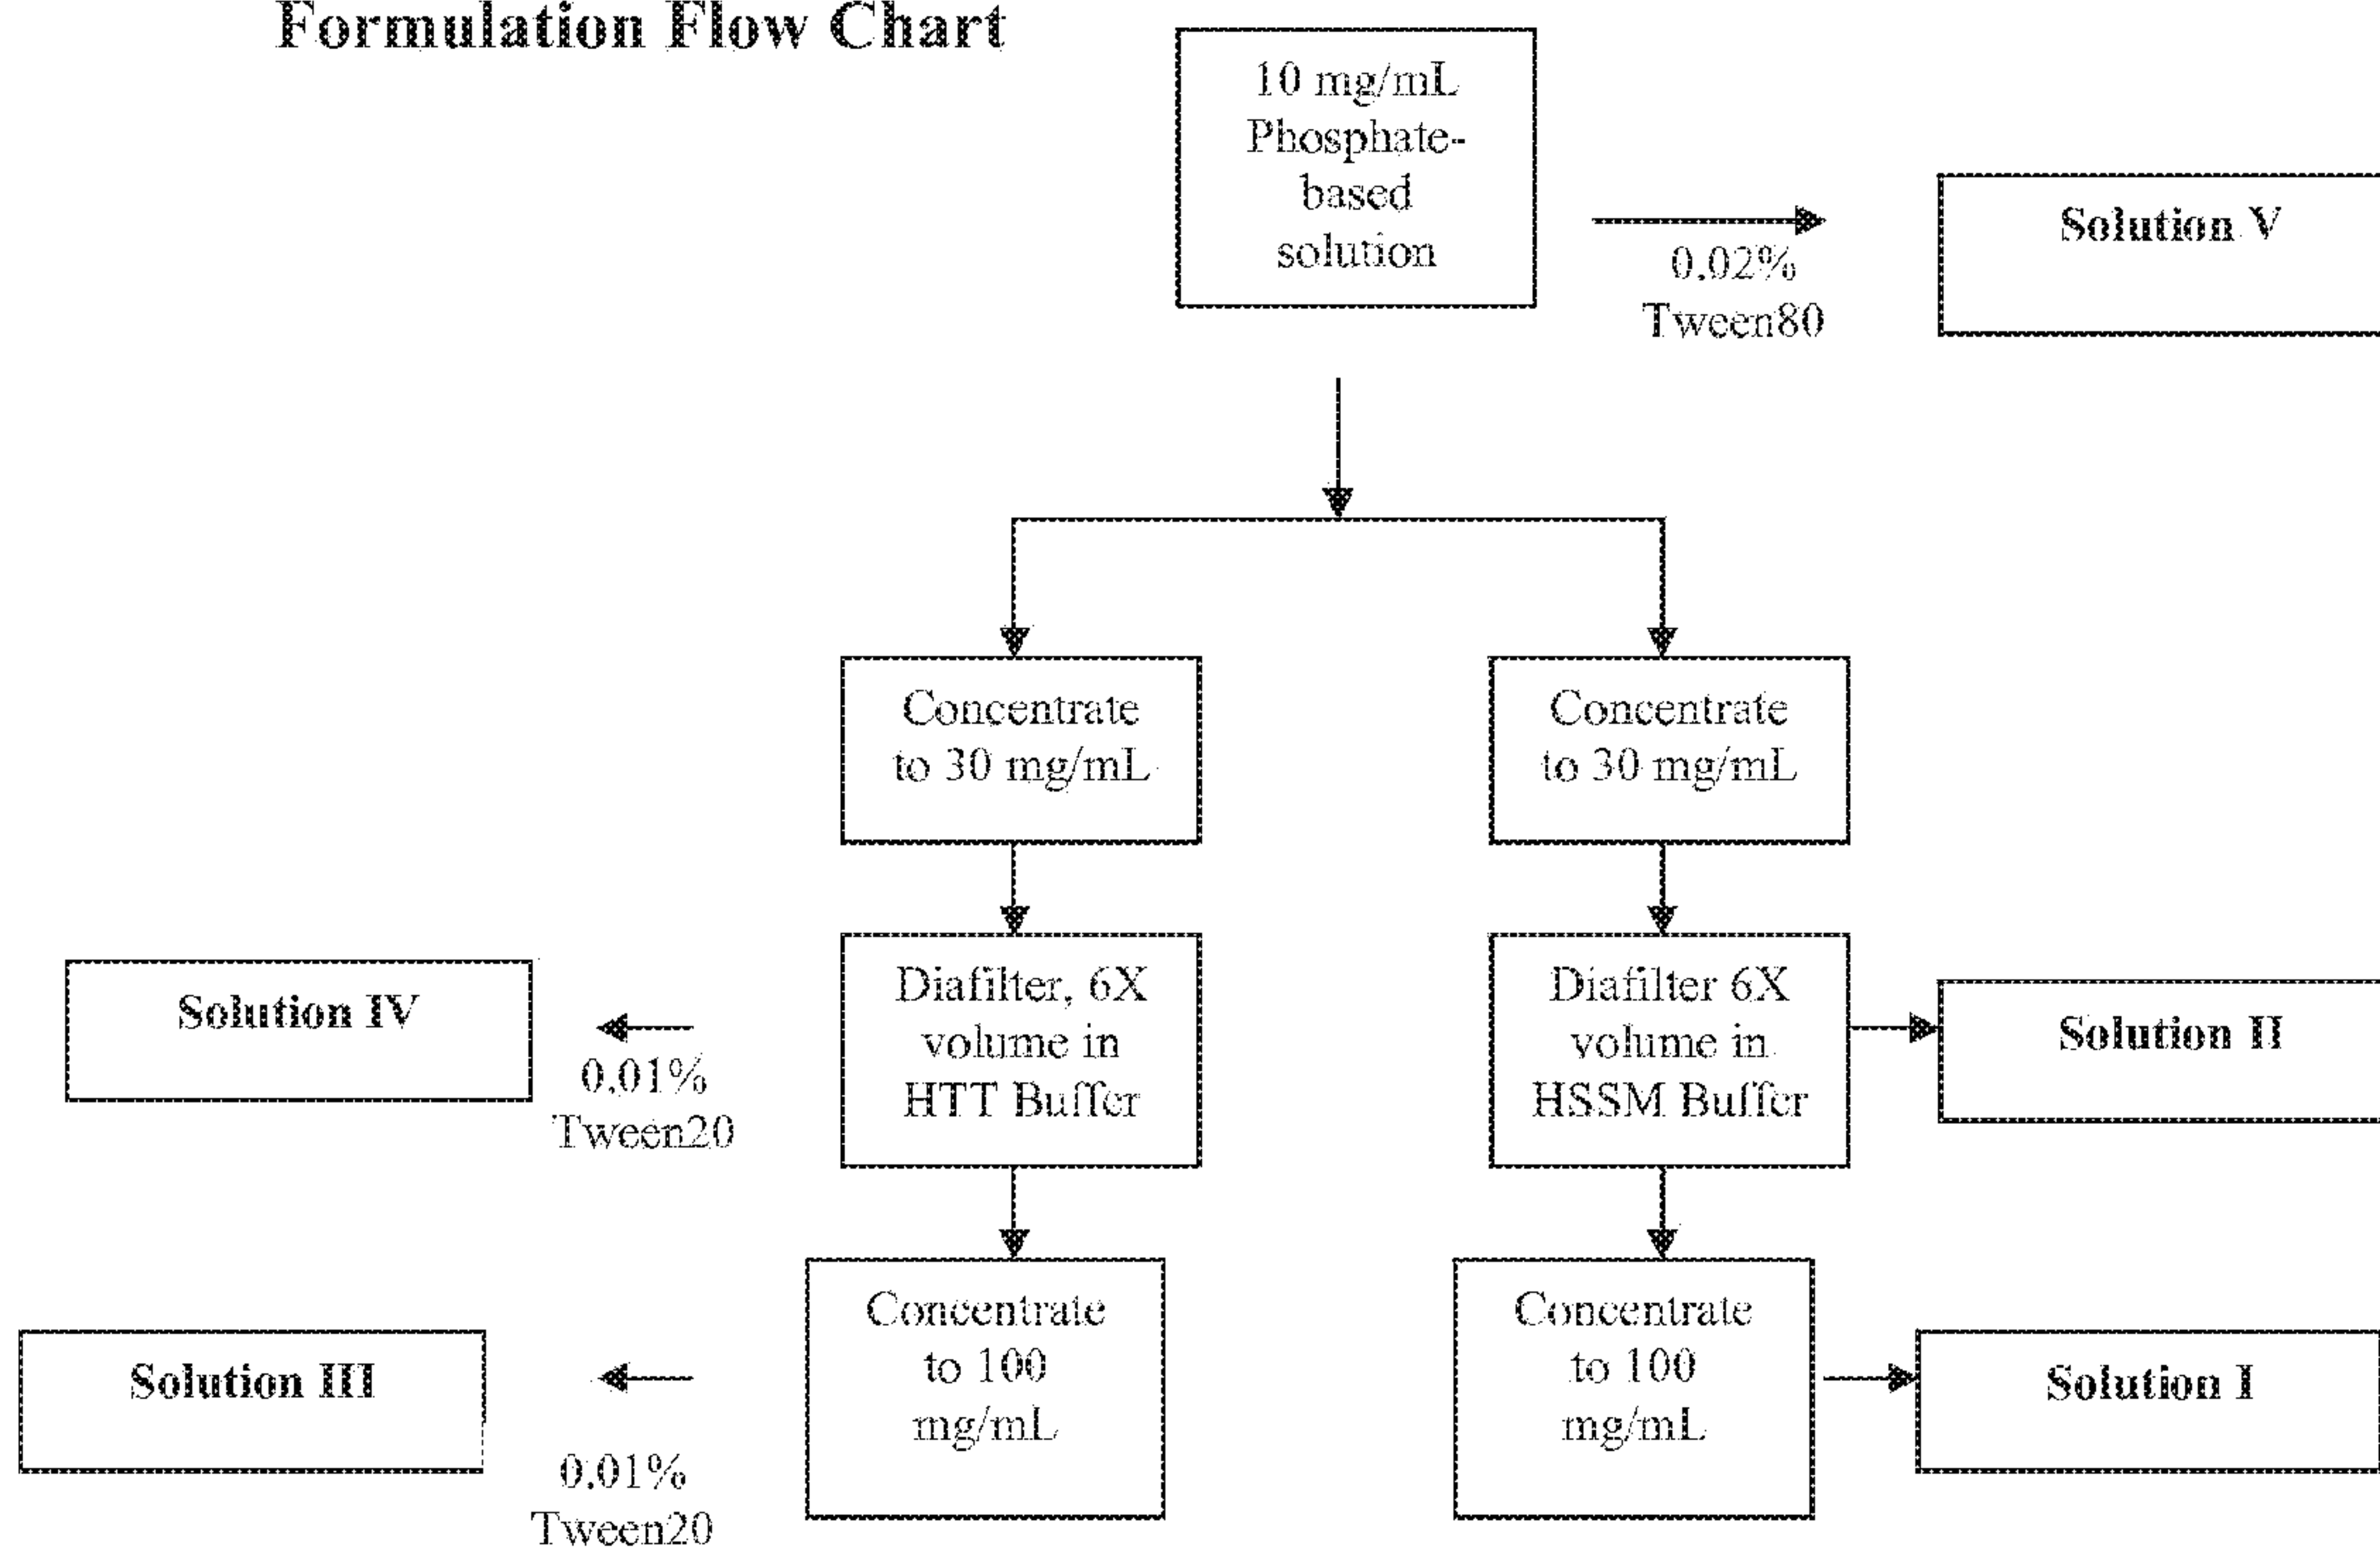 Formulation Flow Chart
10 mg/mL
Phosphate-
based
solution
0.02%
Tween80
Solution V
Concentrate
to 30 mg/mL
Concentrate
to 30 mg/mL
Solution IV
0.01%
Tween20
Diafilter, 6X
volume in
HTT Buffer
Diafilter 6X
volume in
HSSM Buffer
Solution II
Solution III
0.01%
Tween20
Concentrate
to 100
mg/mL
Concentrate
to 100
mg/mL
Solution I